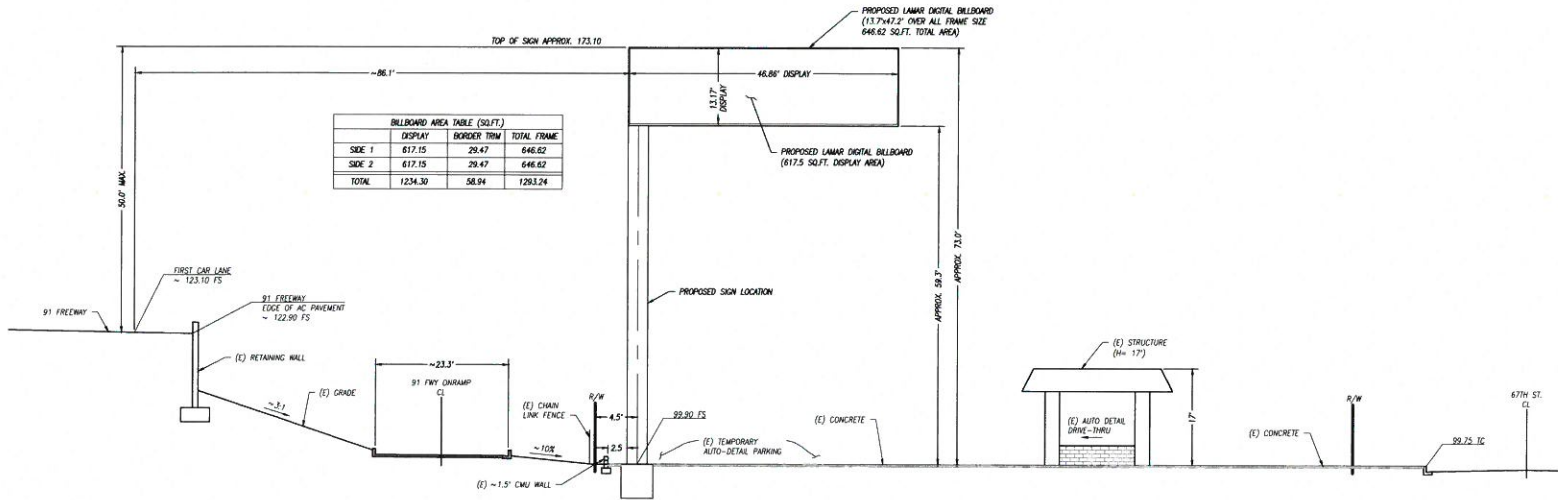 PROPOSED LAMAR DIGITAL BILLBOARD
(13.7'x47.2' OVER ALL FRAME SIZE
646.62 SQ.FT. TOTAL AREA)
TOP OF SIGN APPROX. 173.10
~86.1'
46.86' DISPLAY
13.17'
DISPLAY
BILLBOARD AREA TABLE (SQ.FT.)
DISPLAY BORDER TRIM TOTAL FRAME
SIDE 1 617.15 29.47 646.62
SIDE 2 617.15 29.47 646.62
TOTAL 1234.30 58.94 1293.24
PROPOSED LAMAR DIGITAL BILLBOARD
(617.5 SQ.FT. DISPLAY AREA)
50.0' MAX.
APPROX. 59.3'
APPROX. 73.0'
FIRST CAR LANE
~ 123.10 FS
91 FREEWAY
91 FREEWAY
EDGE OF AC PAVEMENT
~ 122.90 FS
PROPOSED SIGN LOCATION
(E) RETAINING WALL
~3:1
(E) GRADE
~23.3'
91 FWY ONRAMP
CL
(E) CHAIN
LINK FENCE
R/W
4.5'
2.5
99.90 FS
~10%
(E) ~1.5' CMU WALL
(E) TEMPORARY
AUTO-DETAIL PARKING
(E) CONCRETE
(E) STRUCTURE
(H= 17')
(E) AUTO DETAIL
DRIVE-THRU
17'
(E) CONCRETE
R/W
99.75 TC
67TH ST.
CL